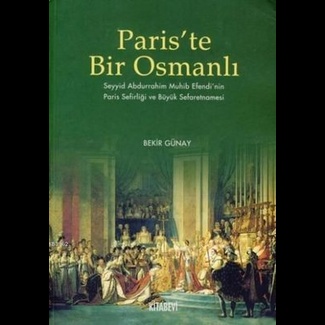 Paris'te
Bir Osmanlı
Seyyid Abdurrahim Muhib Efendi'nin
Paris Sefirliği ve Büyük Sefaretnamesi
BEKİR GÜNAY
KİTABEVİ